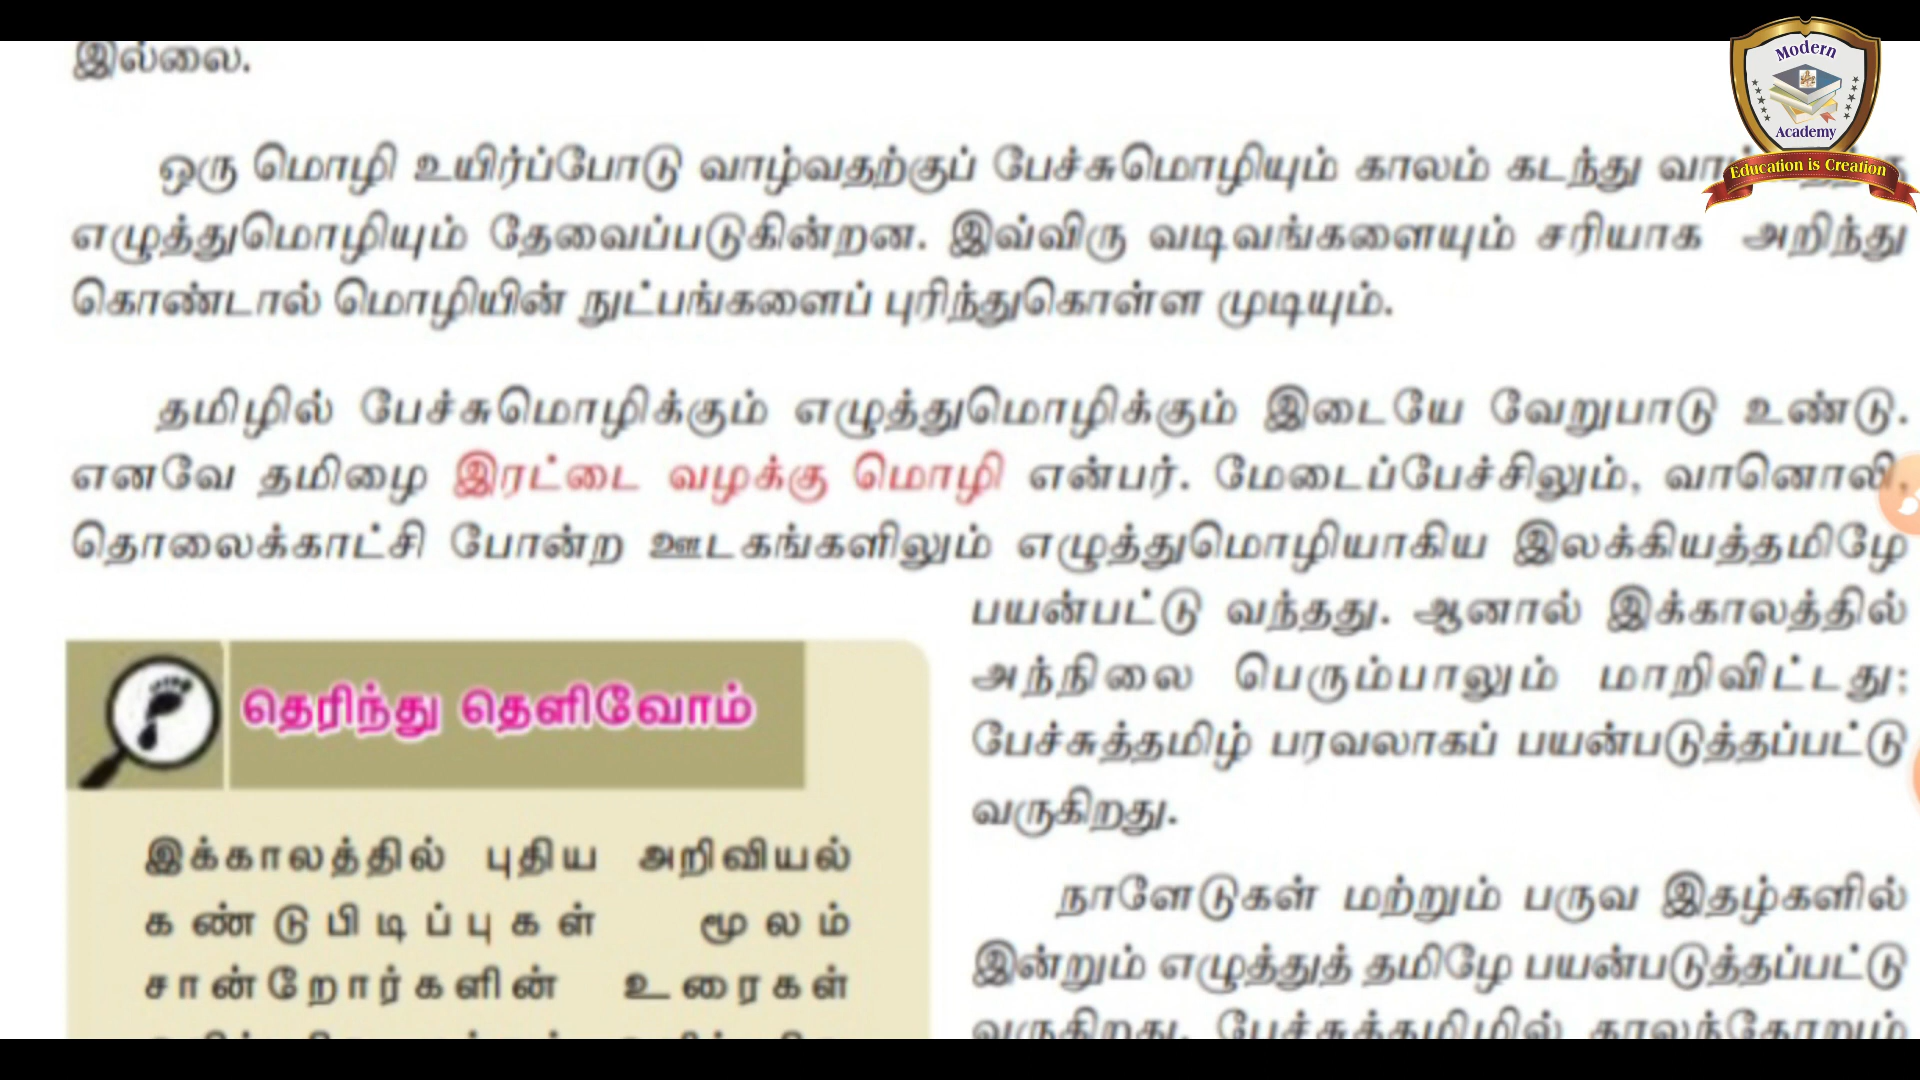 இல்லை.
ஒரு மொழி உயிர்ப்போடு வாழ்வதற்குப் பேச்சுமொழியும் காலம் கடந்து
எழுத்துமொழியும் தேவைப்படுகின்றன. இவ்விரு வடிவங்களையும் சரியாக அறிந்து
கொண்டால் மொழியின் நுட்பங்களைப் புரிந்துகொள்ள முடியும்.
தமிழில் பேச்சுமொழிக்கும் எழுத்துமொழிக்கும் இடையே வேறுபாடு உண்டு.
எனவே தமிழை இரட்டை வழக்கு மொழி என்பர். மேடைப்பேச்சிலும், வானொலி,
தொலைக்காட்சி போன்ற ஊடகங்களிலும் எழுத்துமொழியாகிய இலக்கியத்தமிழே
பயன்பட்டு வந்தது. ஆனால் இக்காலத்தில்
அந்நிலை பெரும்பாலும் மாறிவிட்டது;
பேச்சுத்தமிழ் பரவலாகப் பயன்படுத்தப்பட்டு
வருகிறது.
நாளேடுகள் மற்றும் பருவ இதழ்களில்
இன்றும் எழுத்துத் தமிழே பயன்படுத்தப்பட்டு
வருகிறது. பேச்சுத்தமிழில் காலந்தோறும்
தெரிந்து தெளிவோம்
இக்காலத்தில் புதிய அறிவியல்
கண்டுபிடிப்புகள் மூலம்
சான்றோர்களின் உரைகள்
Modern
Academy
Education is Creation